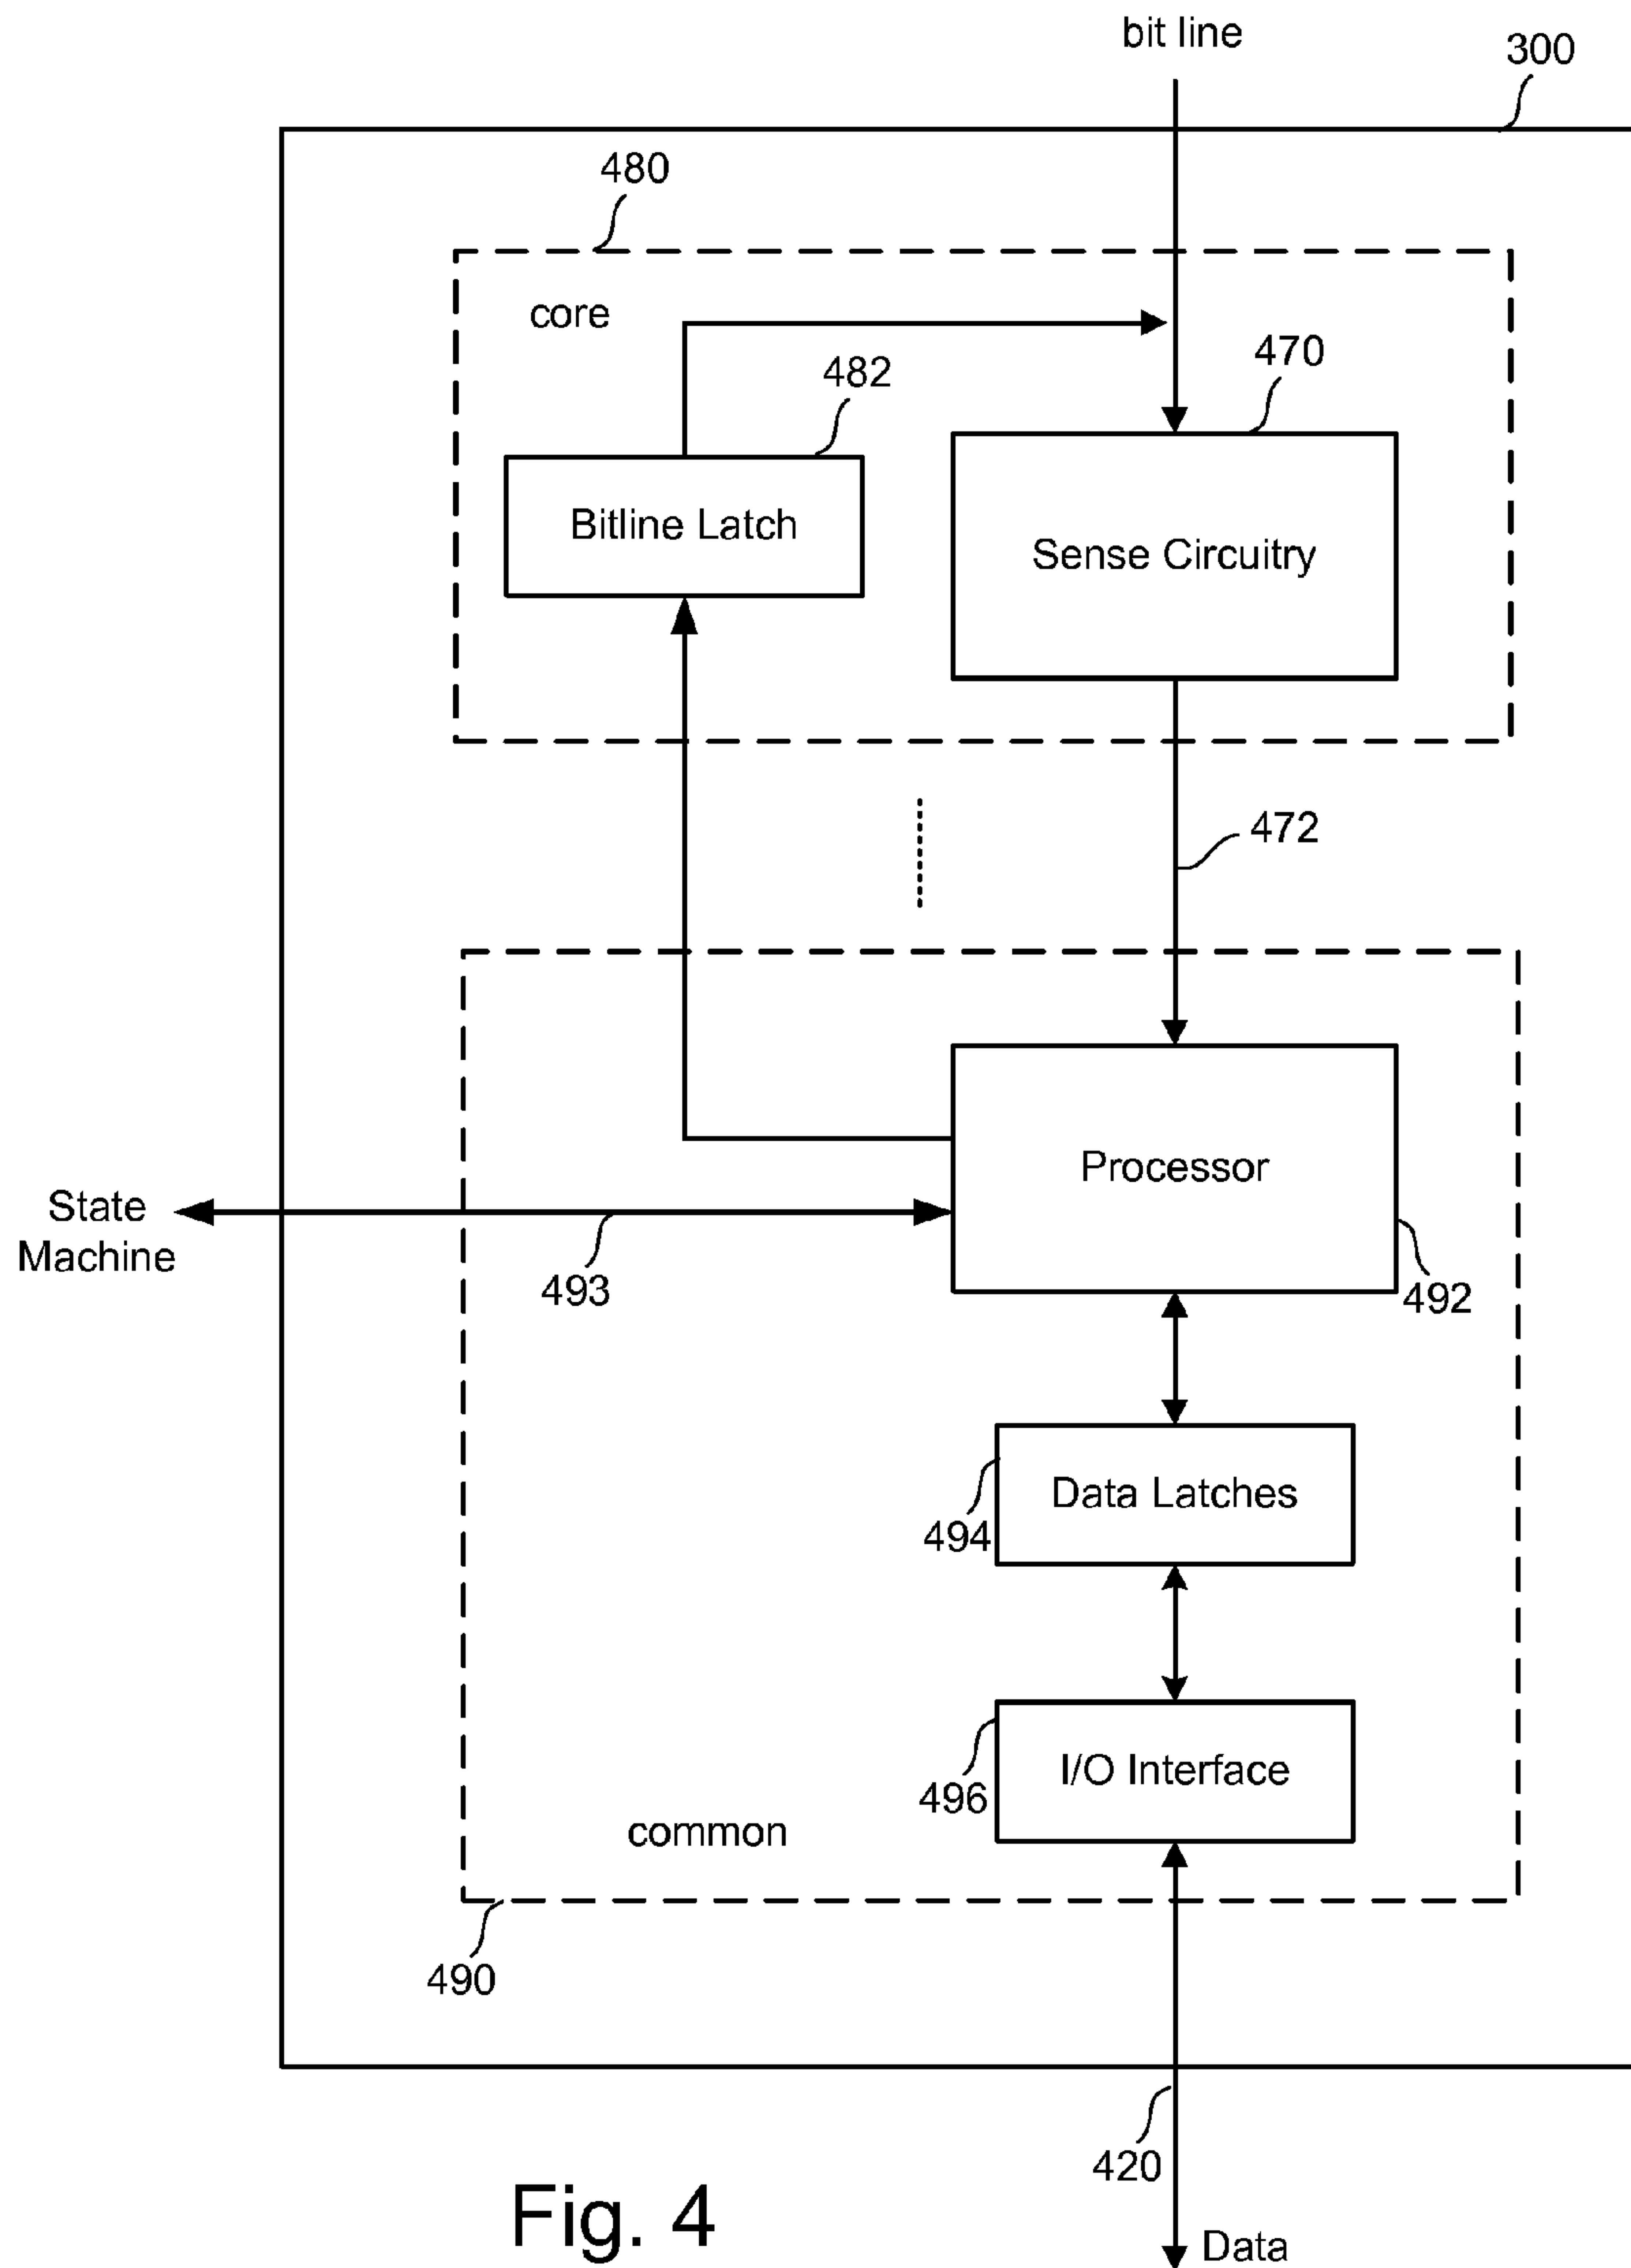 bit line
300
480
core
470
482
Bitline Latch
Sense Circuitry
472
Processor
State
Machine
493
492
Data Latches
494
I/O Interface
496
common
490
420
Fig. 4
Data